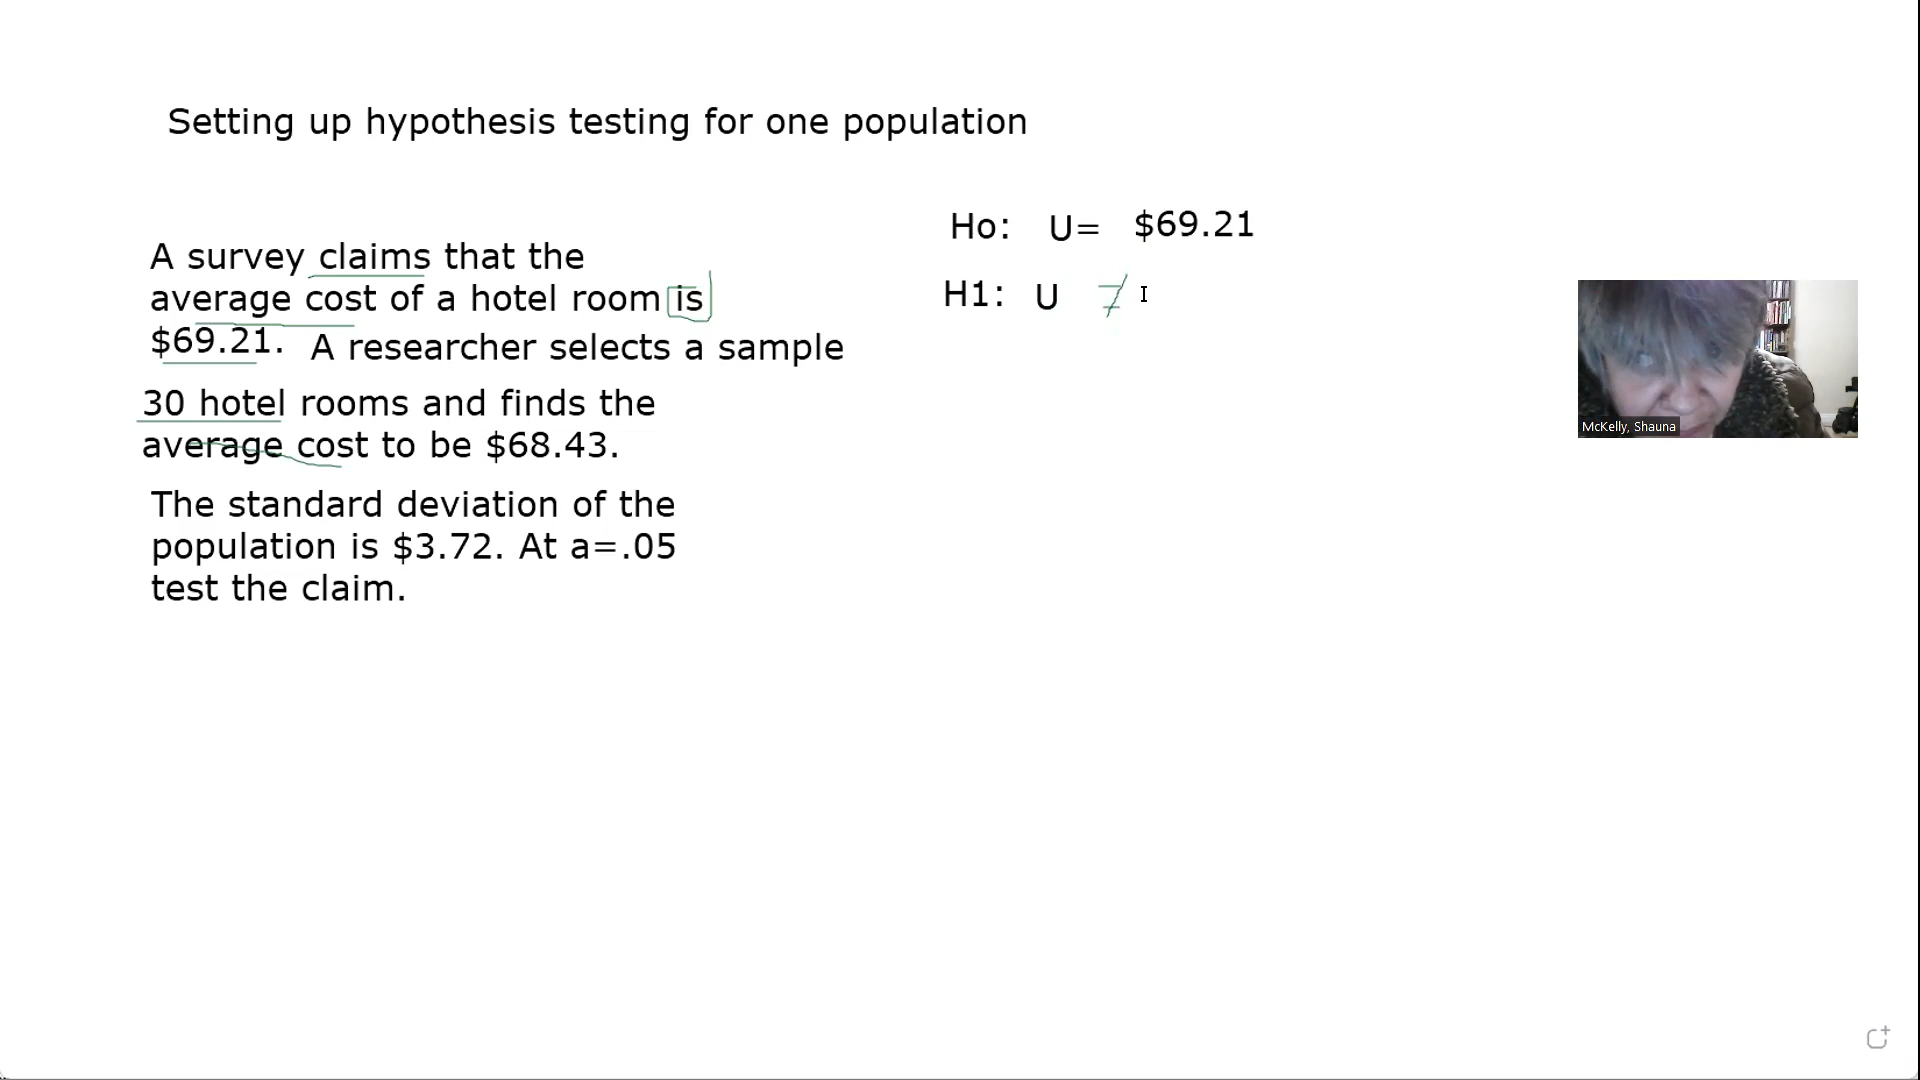 Setting up hypothesis testing for one population
A survey claims that the
average cost of a hotel room is
$69.21. A researcher selects a sample
30 hotel rooms and finds the
average cost to be $68.43.
The standard deviation of the
population is $3.72. At a=.05
test the claim.
Ho: U= $69.21
H1: U ≠
McKelly, Shauna